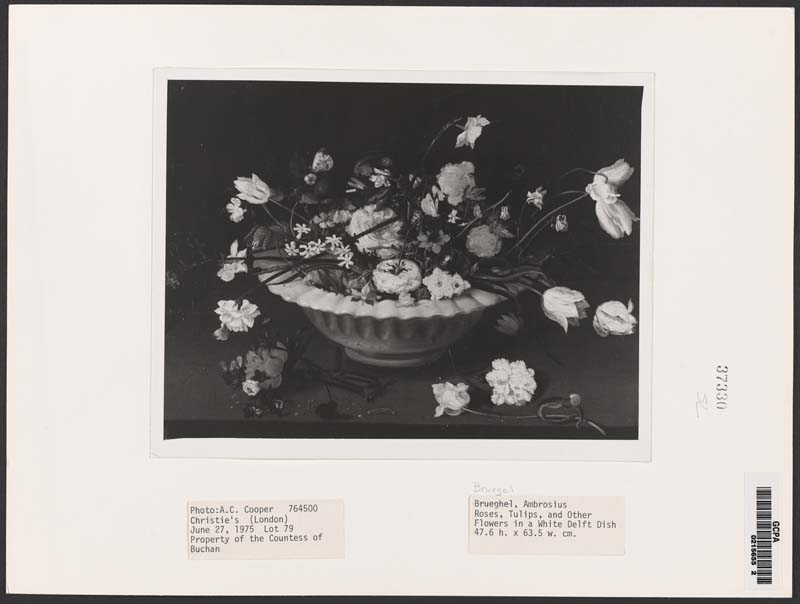 37330
Photo:A.C. Cooper 764500
Christie's (London)
June 27, 1975 Lot 79
Property of the Countess of
Buchan
Bruegel
Brueghel, Ambrosius
Roses, Tulips, and Other
Flowers in a White Delft Dish
47.6 h. x 63.5 w. cm.
GCPA
0215655 2